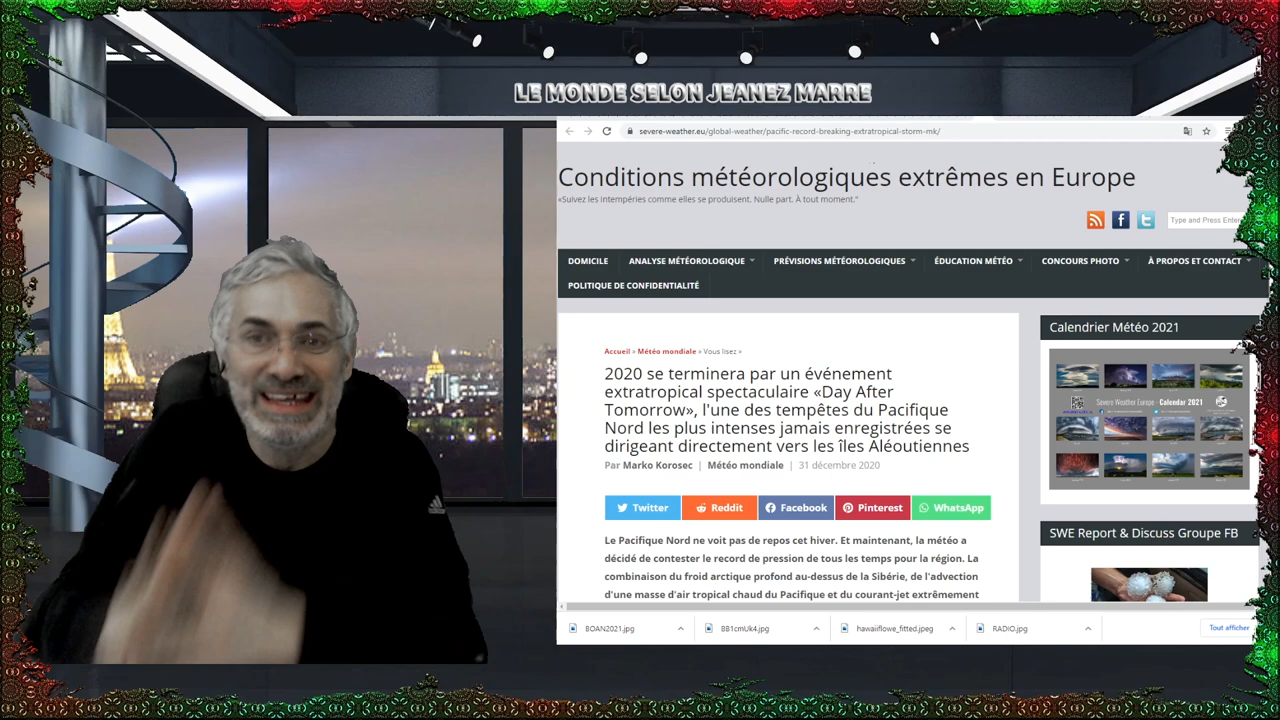 LE MONDE SELON JEANEZ MARRE
severe-weather.eu/global-weather/pacific-record-breaking-extratropical-storm-mk/
Conditions météorologiques extrêmes en Europe
«Suivez les intempéries comme elles se produisent. Nulle part. À tout moment."
Type and Press Enter
DOMICILE ANALYSE MÉTÉOROLOGIQUE PRÉVISIONS MÉTÉOROLOGIQUES ÉDUCATION MÉTÉO CONCOURS PHOTO À PROPOS ET CONTACT
POLITIQUE DE CONFIDENTIALITÉ
Accueil » Météo mondiale » Vous lisez »
2020 se terminera par un événement
extratropical spectaculaire «Day After
Tomorrow», l'une des tempêtes du Pacifique
Nord les plus intenses jamais enregistrées se
dirigeant directement vers les îles Aléoutiennes
Par Marko Korosec | Météo mondiale | 31 décembre 2020
Twitter Reddit Facebook Pinterest WhatsApp
Le Pacifique Nord ne voit pas de repos cet hiver. Et maintenant, la météo a
décidé de contester le record de pression de tous les temps pour la région. La
combinaison du froid arctique profond au-dessus de la Sibérie, de l'advection
d'une masse d'air tropical chaud du Pacifique et du courant-jet extrêmement
Calendrier Météo 2021
Severe Weather Europe - Calendar 2021
SWE Report & Discuss Groupe FB
BOAN2021.jpg BB1cmUk4.jpg hawaiiflowe_fitted.jpeg RADiO.jpg Tout afficher